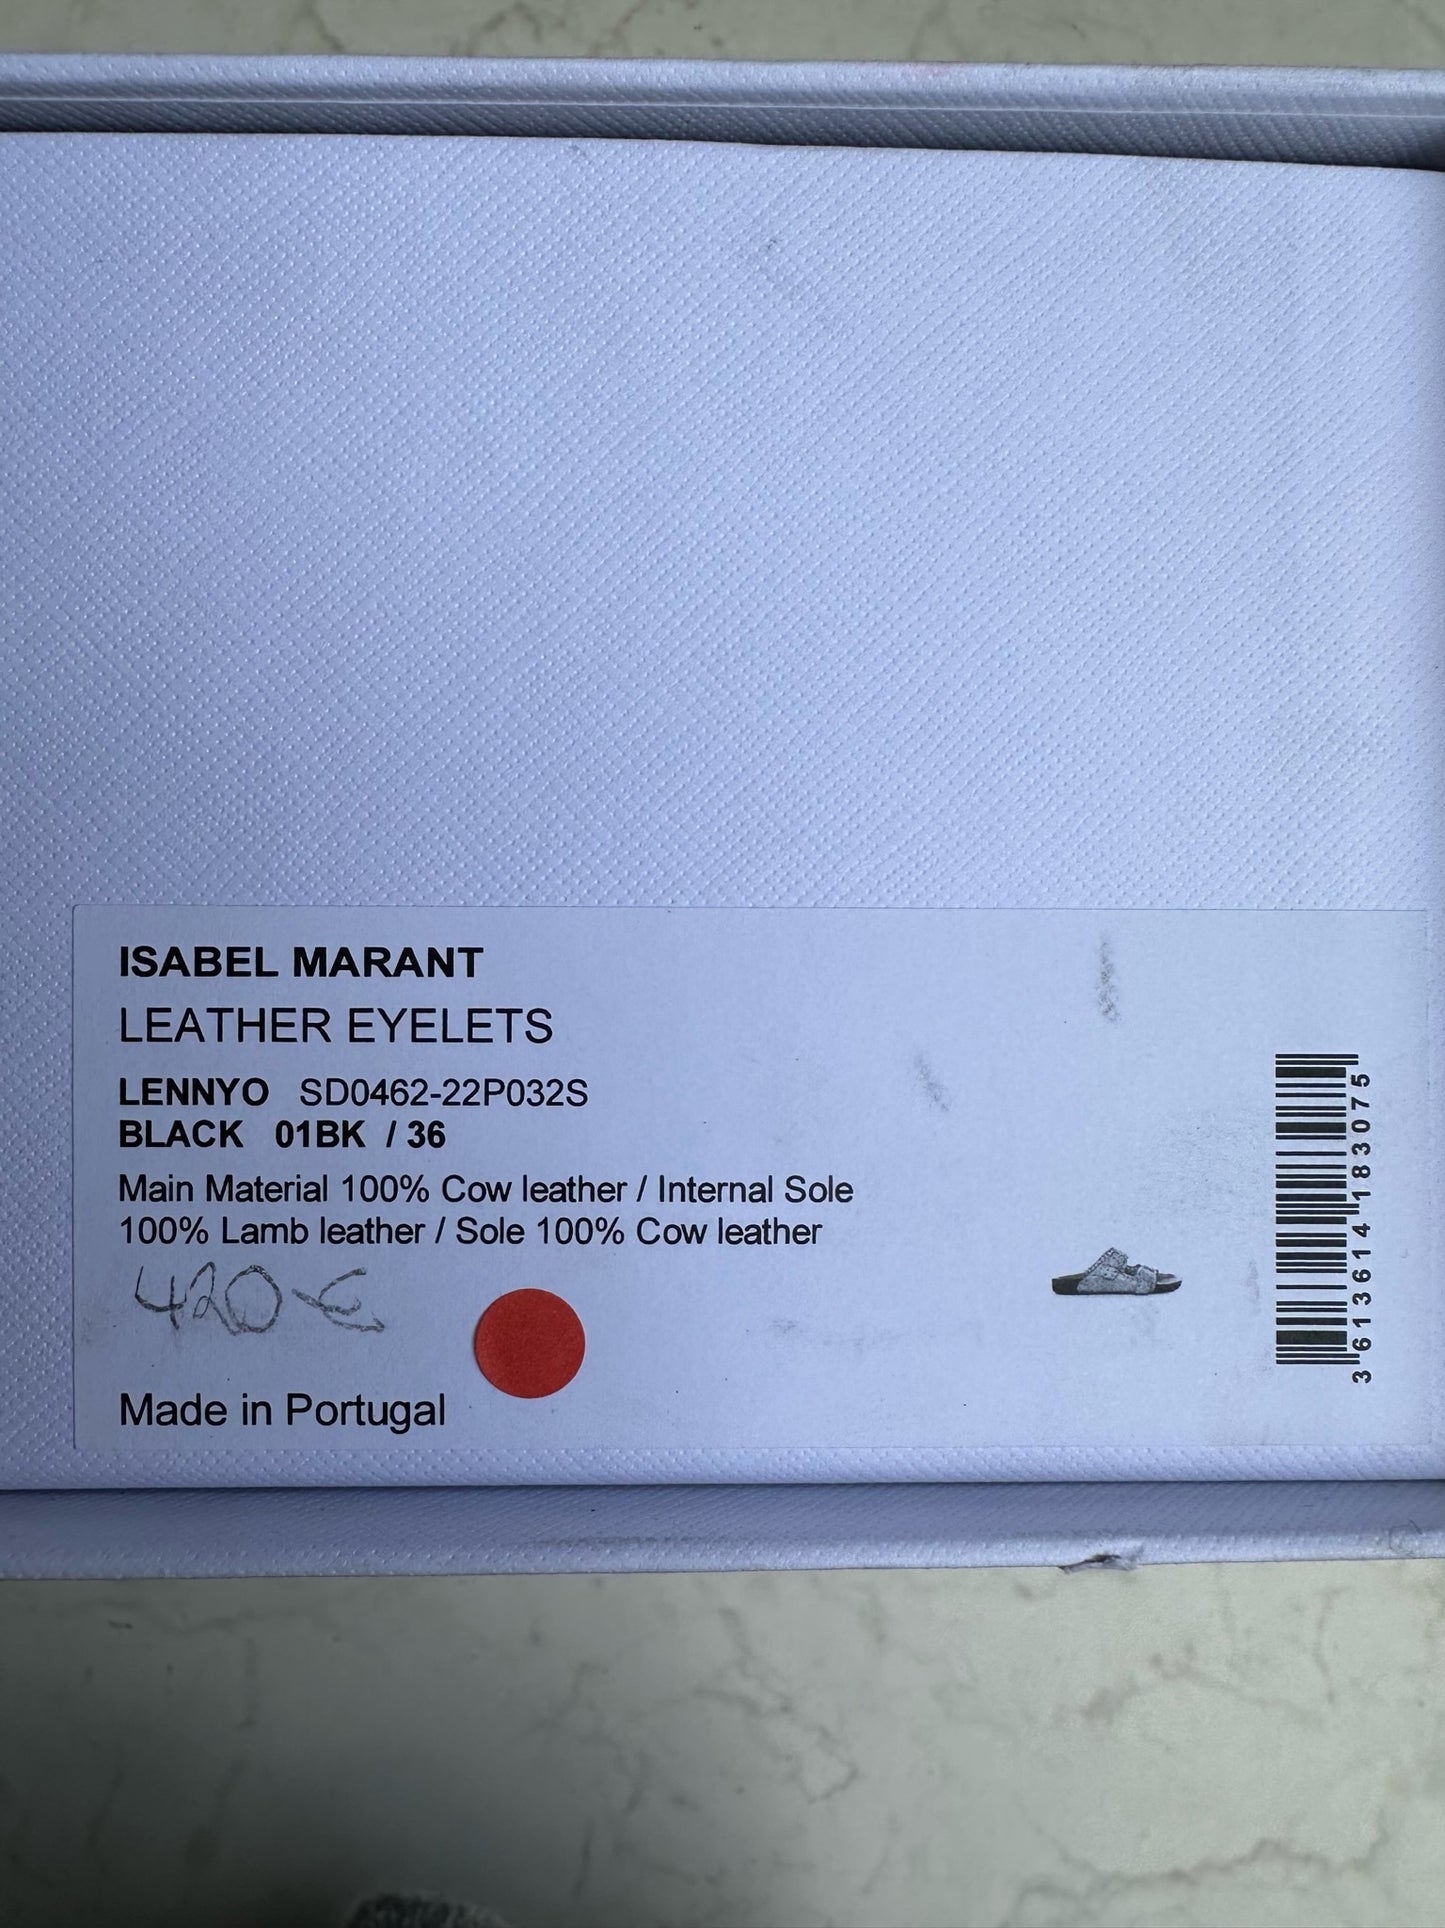 ISABEL MARANT
LEATHER EYELETS
LENNYO SD0462-22P032S
BLACK 01BK / 36
Main Material 100% Cow leather / Internal Sole
100% Lamb leather / Sole 100% Cow leather
420 €
Made in Portugal
3613614183075